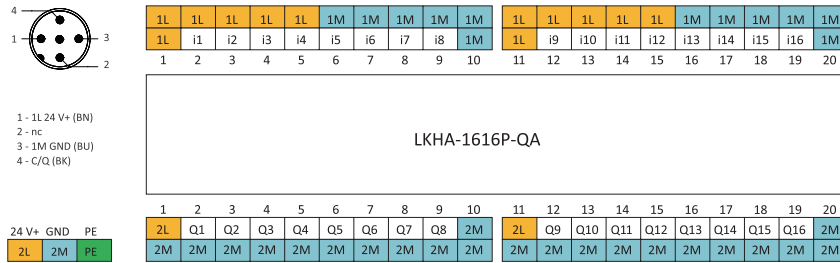 4
1
3
2
1 - 1L 24 V+ (BN)
2 - nc
3 - 1M GND (BU)
4 - C/Q (BK)
1L 1L 1L 1L 1L 1M 1M 1M 1M 1M 1L 1L 1L 1L 1L 1M 1M 1M 1M 1M
1L i1 i2 i3 i4 i5 i6 i7 i8 1M 1L i9 i10 i11 i12 i13 i14 i15 i16 1M
1 2 3 4 5 6 7 8 9 10 11 12 13 14 15 16 17 18 19 20
LKHA-1616P-QA
1 2 3 4 5 6 7 8 9 10 11 12 13 14 15 16 17 18 19 20
2L Q1 Q2 Q3 Q4 Q5 Q6 Q7 Q8 2M 2L Q9 Q10 Q11 Q12 Q13 Q14 Q15 Q16 2M
2M 2M 2M 2M 2M 2M 2M 2M 2M 2M 2M 2M 2M 2M 2M 2M 2M 2M 2M 2M
24 V+ GND PE
2L 2M PE